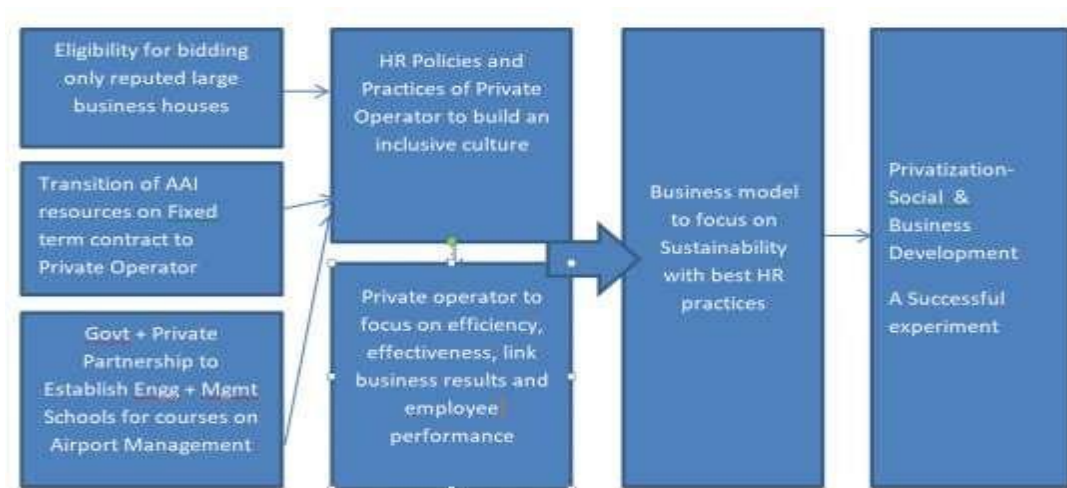 Eligibility for bidding
only reputed large
business houses
Transition of AAI
resources on Fixed
term contract to
Private Operator
Govt + Private
Partnership to
Establish Engg + Mgmt
Schools for courses on
Airport Management
HR Policies and
Practices of Private
Operator to build an
inclusive culture
Private operator to
focus on efficiency,
effectiveness, link
business results and
employee
performance
Business model
to focus on
Sustainability
with best HR
practices
Privatization-
Social &
Business
Development
A Successful
experiment